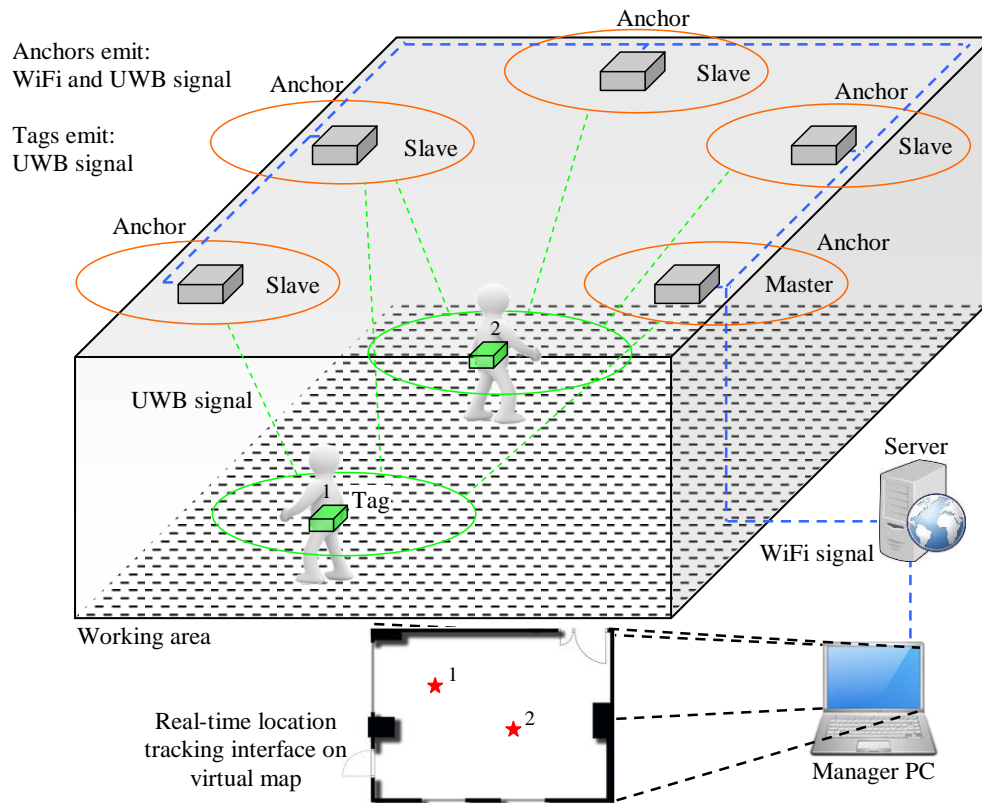 Anchors emit:
WiFi and UWB signal
Tags emit:
UWB signal
Anchor
Slave
Anchor
Slave
Anchor
Slave
Anchor
Slave
Anchor
Master
2
UWB signal
1
Tag
Server
WiFi signal
Working area
1
2
Real-time location
tracking interface on
virtual map
Manager PC